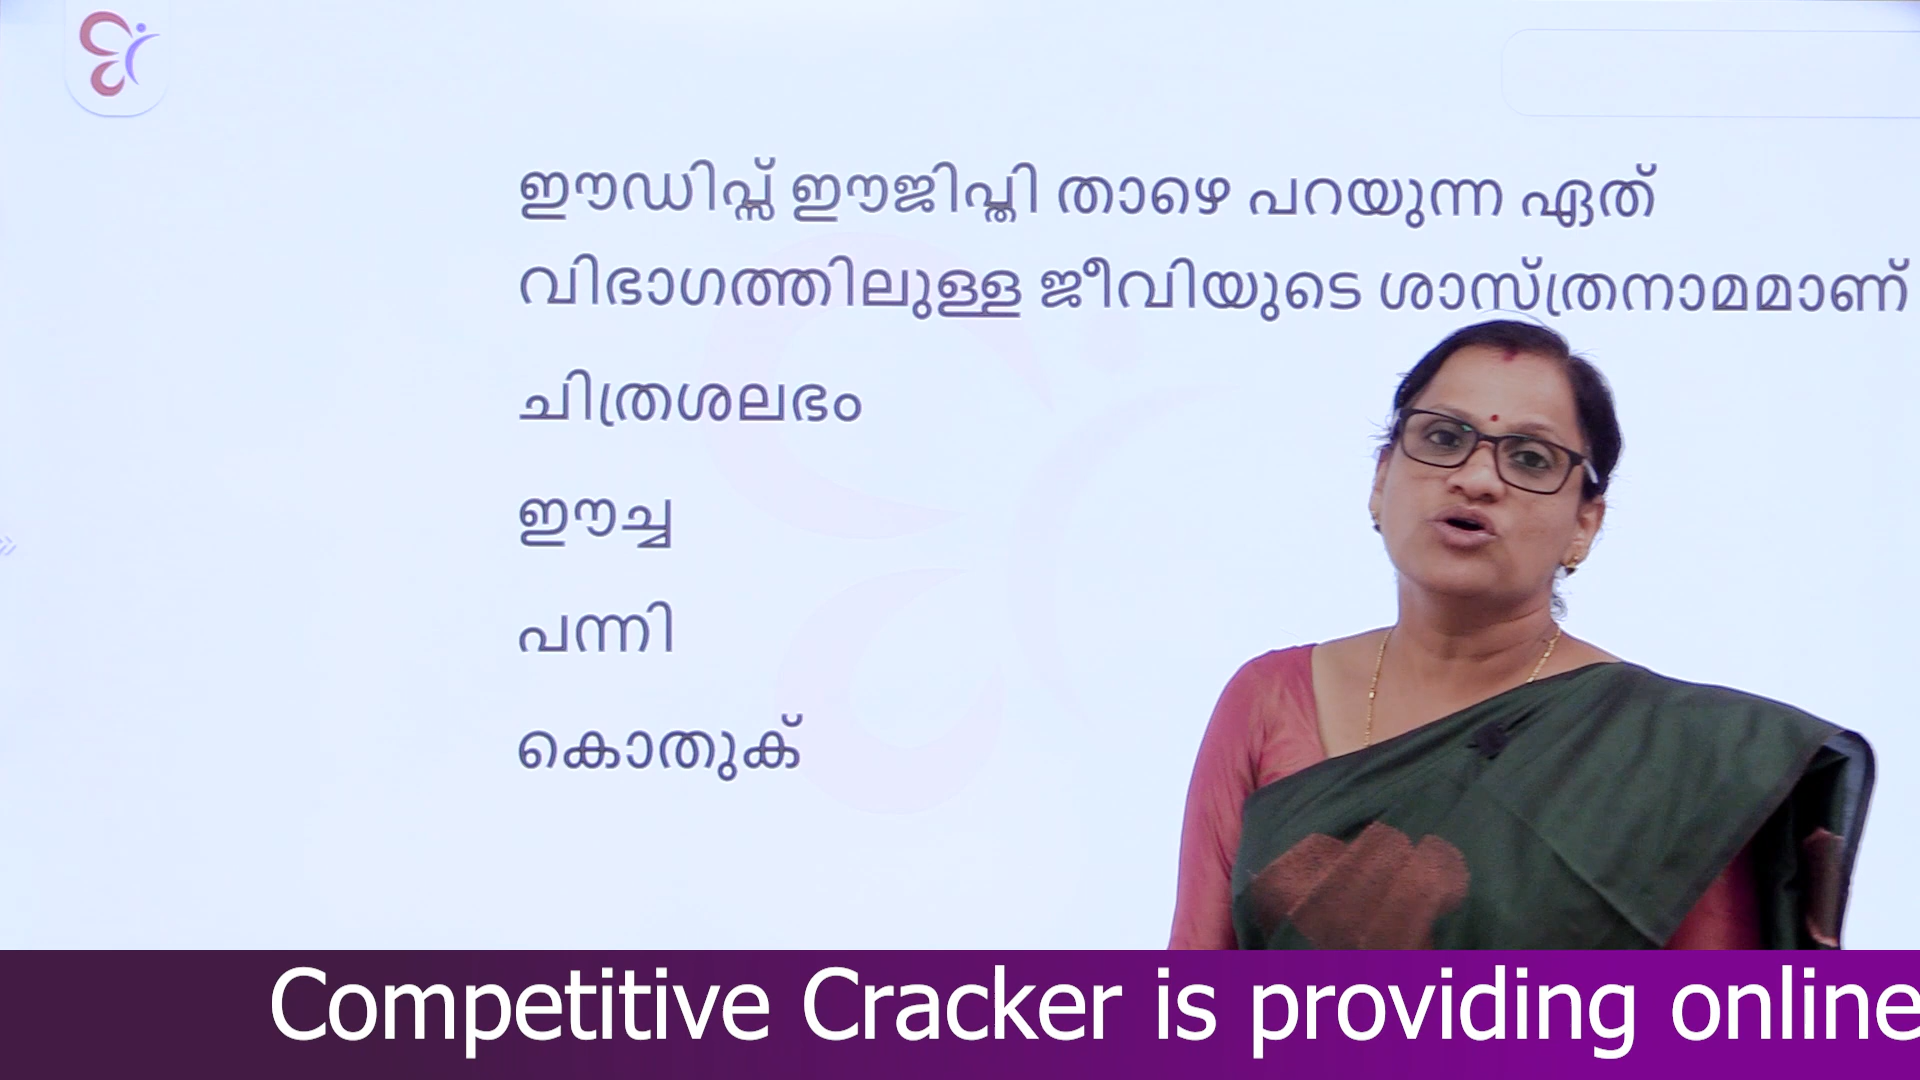 ഈഡിപ്സ് ഈജിപ്തി താഴെ പറയുന്ന ഏത്
വിഭാഗത്തിലുള്ള ജീവിയുടെ ശാസ്ത്രനാമമാണ്
ചിത്രശലഭം
ഈച്ച
പന്നി
കൊതുക്
Competitive Cracker is providing online